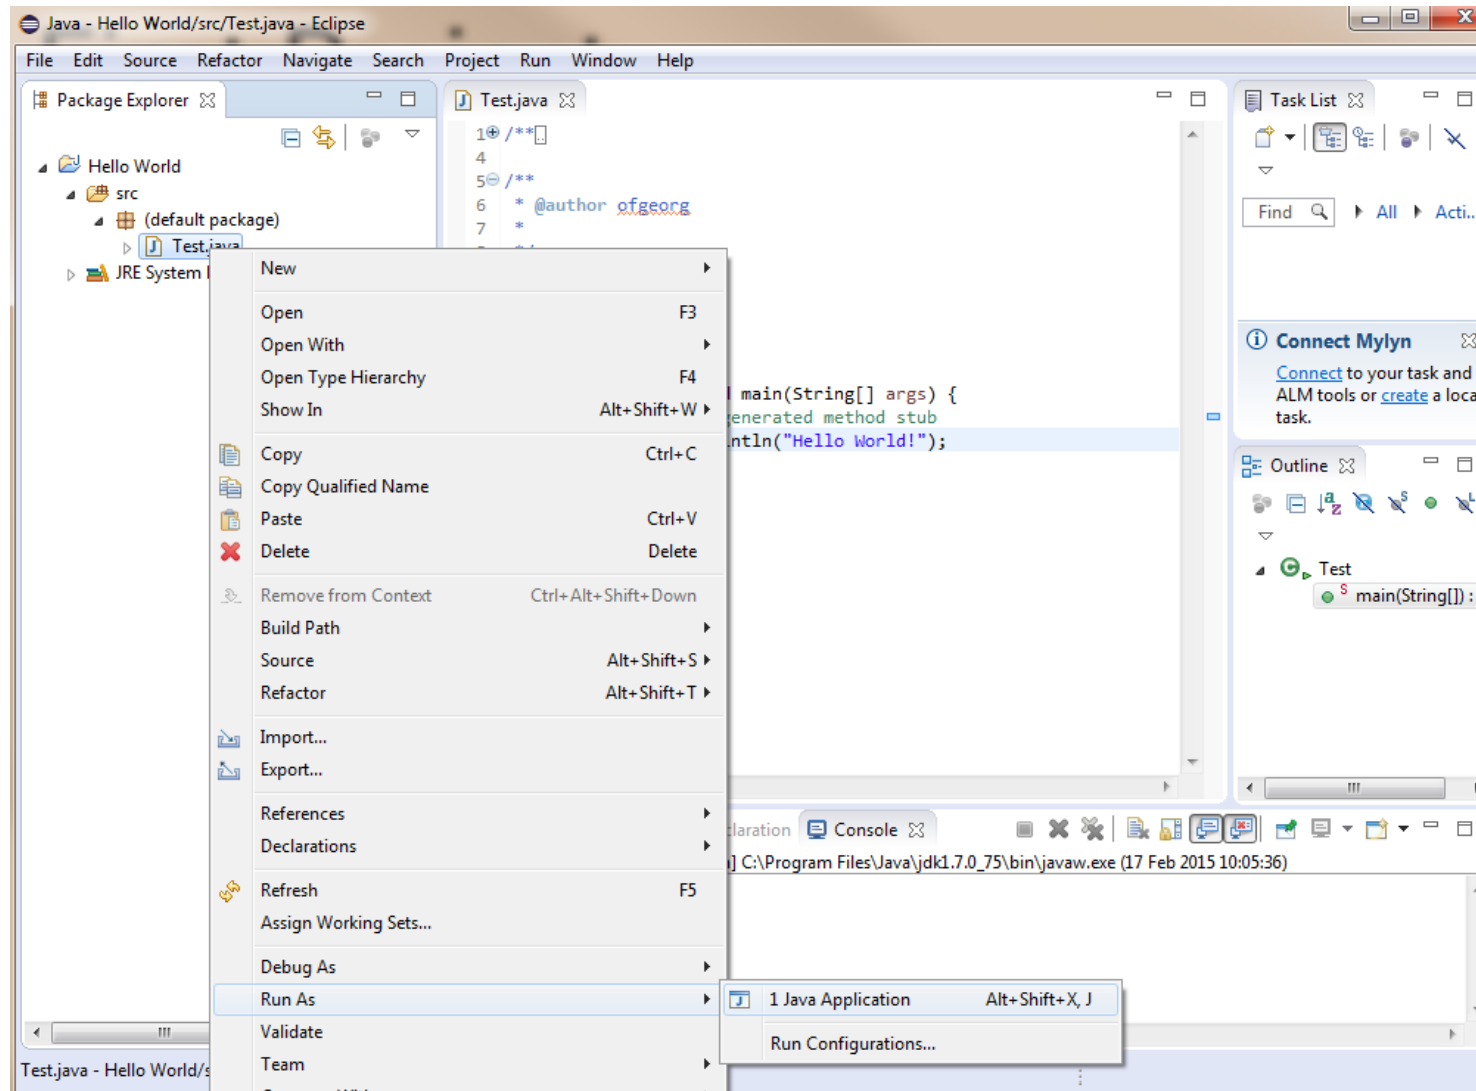 Java - Hello World/src/Test.java - Eclipse
File Edit Source Refactor Navigate Search Project Run Window Help
Package Explorer
Hello World
src
(default package)
Test.java
JRE System
Test.java
1 /**
4
5 /**
6 * @author ofgeorg
7 *
main(String[] args) {
generated method stub
ntln("Hello World!");
New
Open F3
Open With
Open Type Hierarchy F4
Show In Alt+Shift+W
Copy Ctrl+C
Copy Qualified Name
Paste Ctrl+V
Delete Delete
Remove from Context Ctrl+Alt+Shift+Down
Build Path
Source Alt+Shift+S
Refactor Alt+Shift+T
Import...
Export...
References
Declarations
Refresh F5
Assign Working Sets...
Debug As
Run As
Validate
Team
1 Java Application Alt+Shift+X, J
Run Configurations...
Task List
Find All Acti...
Connect Mylyn
Connect to your task and
ALM tools or create a loca
task.
Outline
Test
main(String[]) :
laration Console
] C:\Program Files\Java\jdk1.7.0_75\bin\javaw.exe (17 Feb 2015 10:05:36)
Test.java - Hello World/s